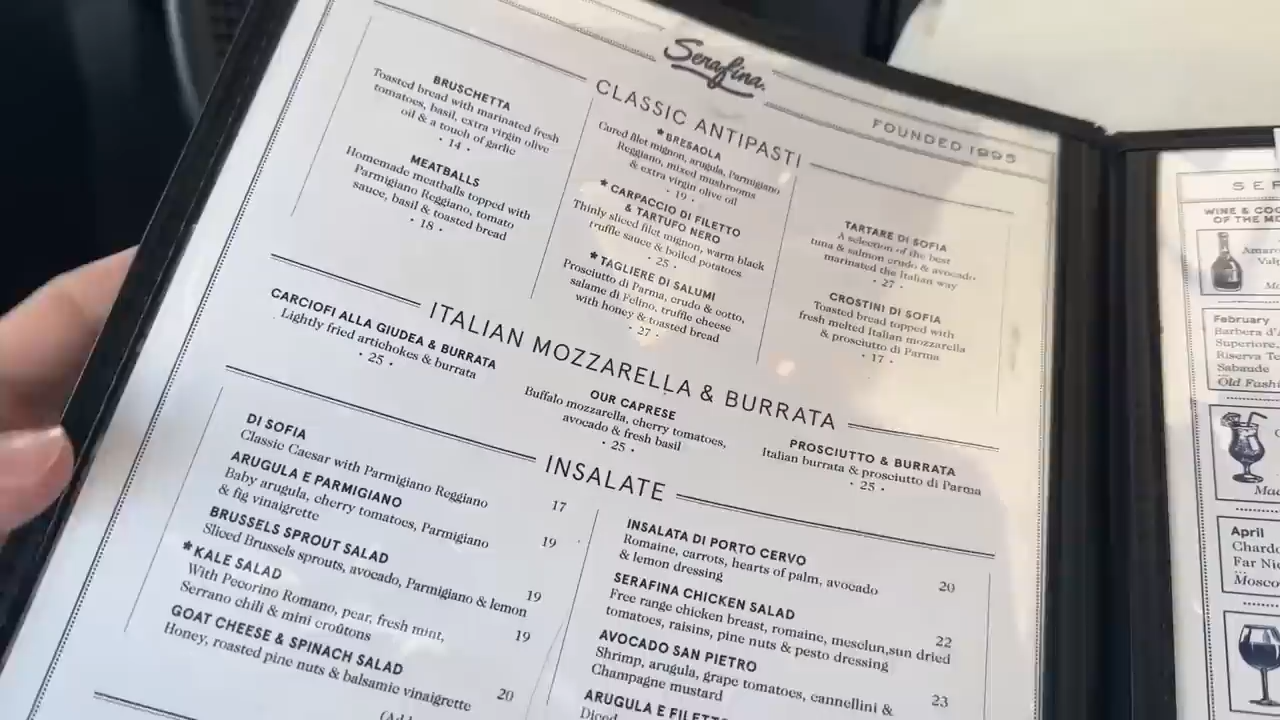 Serafina.
FOUNDED 1995
CLASSIC ANTIPASTI
BRUSCHETTA
Toasted bread with marinated fresh
tomatoes, basil, extra virgin olive
oil & a touch of garlic
• 14 •
MEATBALLS
Homemade meatballs topped with
Parmigiano Reggiano, tomato
sauce, basil & toasted bread
• 18 •
★BRESAOLA
Cured filet mignon, arugula, Parmigiano
Reggiano, mixed mushrooms
& extra virgin olive oil
• 19 •
★ CARPACCIO DI FILETTO
& TARTUFO NERO
Thinly sliced filet mignon, warm black
truffle sauce & boiled potatoes
• 25 •
★TAGLIERE DI SALUMI
Prosciutto di Parma, crudo & cotto,
salame di Felino, truffle cheese
with honey & toasted bread
• 27 •
TARTARE DI SOFIA
A selection of the best
tuna & salmon crudo & avocado
marinated the Italian way
• 27 •
CROSTINI DI SOFIA
Toasted bread topped with
fresh melted Italian mozzarella
& prosciutto di Parma
• 17 •
ITALIAN MOZZARELLA & BURRATA
CARCIOFI ALLA GIUDEA & BURRATA
Lightly fried artichokes & burrata
• 25 •
OUR CAPRESE
Buffalo mozzarella, cherry tomatoes,
avocado & fresh basil
• 25 •
PROSCIUTTO & BURRATA
Italian burrata & prosciutto di Parma
• 25 •
INSALATE
DI SOFIA
Classic Caesar with Parmigiano Reggiano 17
ARUGULA E PARMIGIANO
Baby arugula, cherry tomatoes, Parmigiano
& fig vinaigrette 19
BRUSSELS SPROUT SALAD
Sliced Brussels sprouts, avocado, Parmigiano & lemon 19
★KALE SALAD
With Pecorino Romano, pear, fresh mint,
Serrano chili & mini croûtons 19
GOAT CHEESE & SPINACH SALAD
Honey, roasted pine nuts & balsamic vinaigrette 20
INSALATA DI PORTO CERVO
Romaine, carrots, hearts of palm, avocado
& lemon dressing 20
SERAFINA CHICKEN SALAD
Free range chicken breast, romaine, mesclun,sun dried
tomatoes, raisins, pine nuts & pesto dressing 22
AVOCADO SAN PIETRO
Shrimp, arugula, grape tomatoes, cannellini &
Champagne mustard 23
ARUGULA E FILETTO
Diced
WINE &
OF THE
February
Barbera d'
Superiore,
Riserva
Sabaude
Old
April
Far